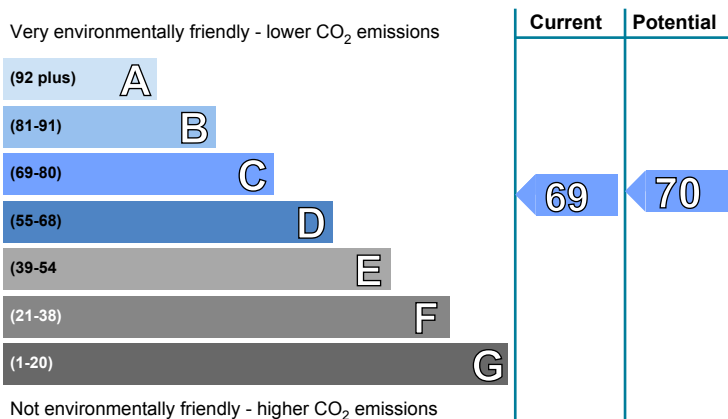 Current Potential
Very environmentally friendly - lower CO2 emissions
(92 plus) A
(81-91) B
(69-80) C
69 70
(55-68) D
(39-54 E
(21-38) F
(1-20) G
Not environmentally friendly - higher CO2 emissions